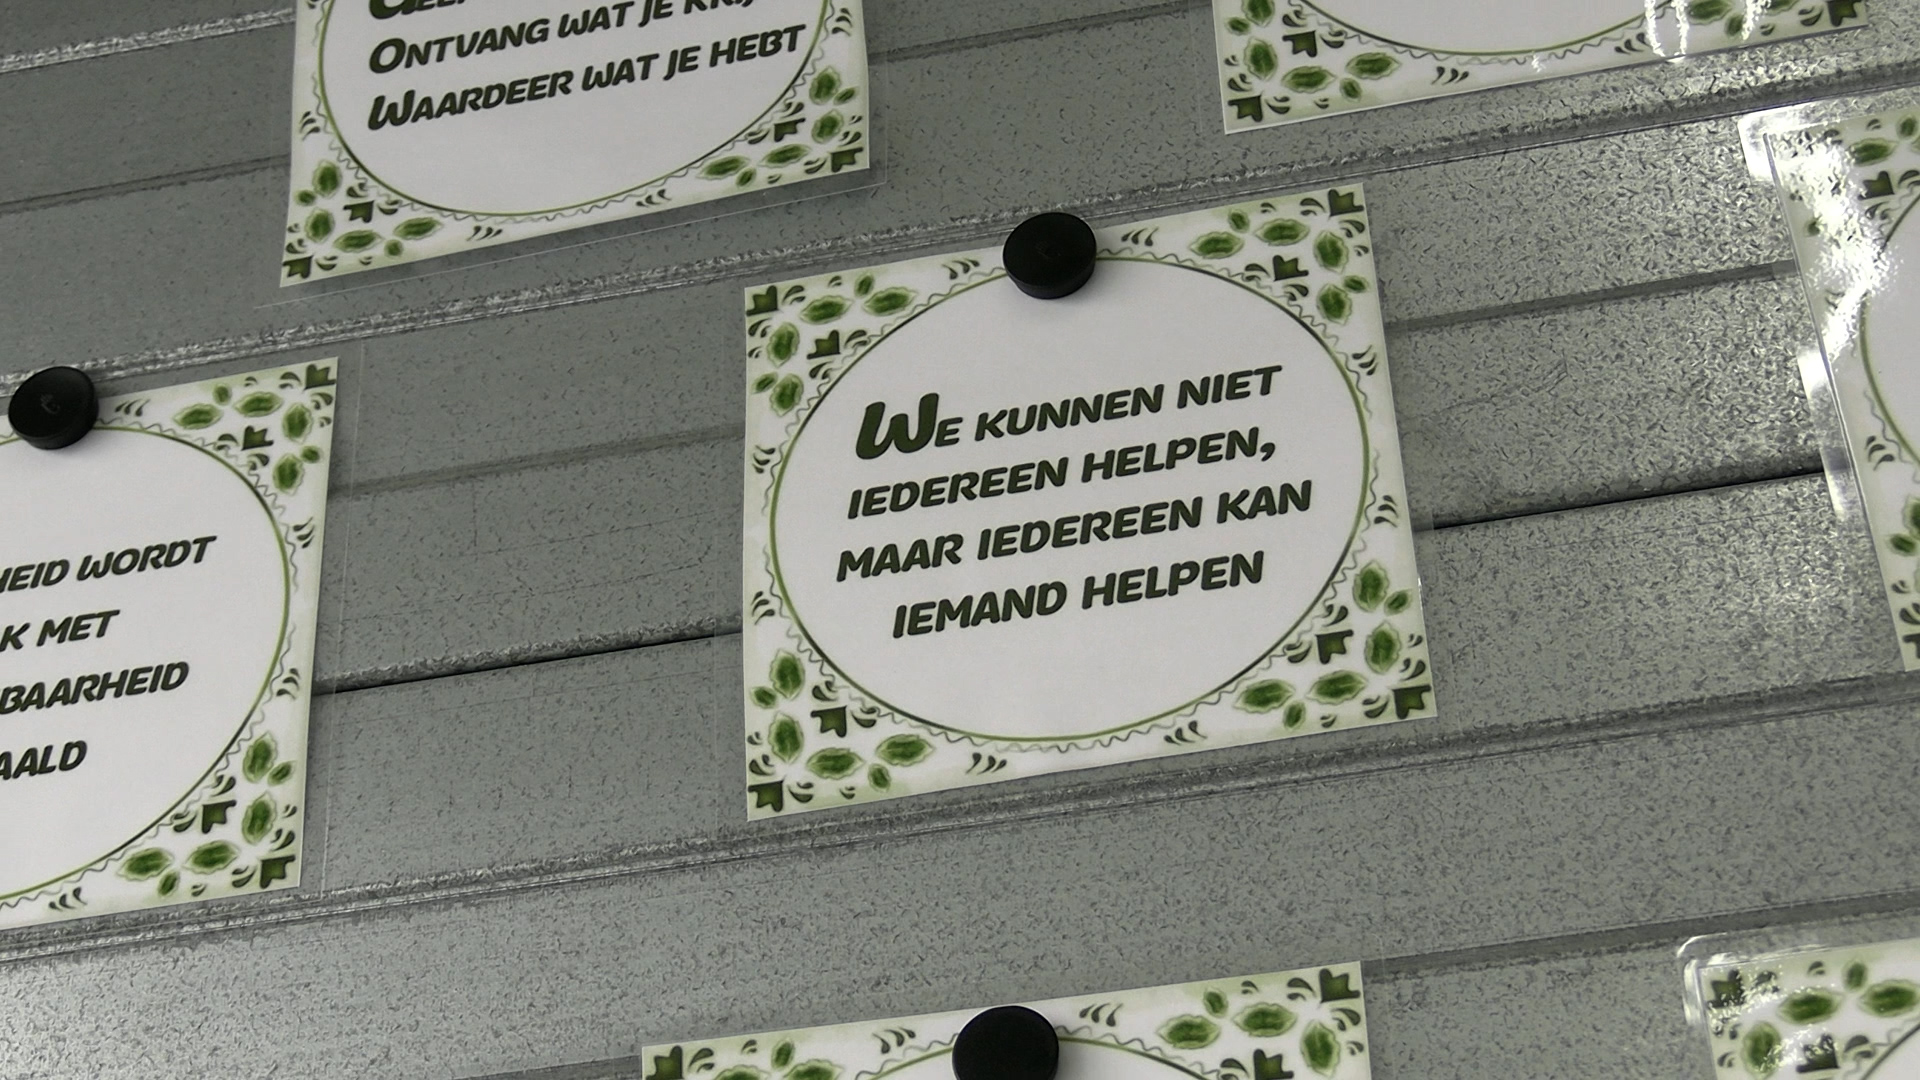 ONTVANG WAT JE
WAARDEER WAT JE HEBT
WE KUNNEN NIET
IEDEREEN HELPEN,
MAAR IEDEREEN KAN
IEMAND HELPEN
HEID WORDT
K MET
BAARHEID
AALD